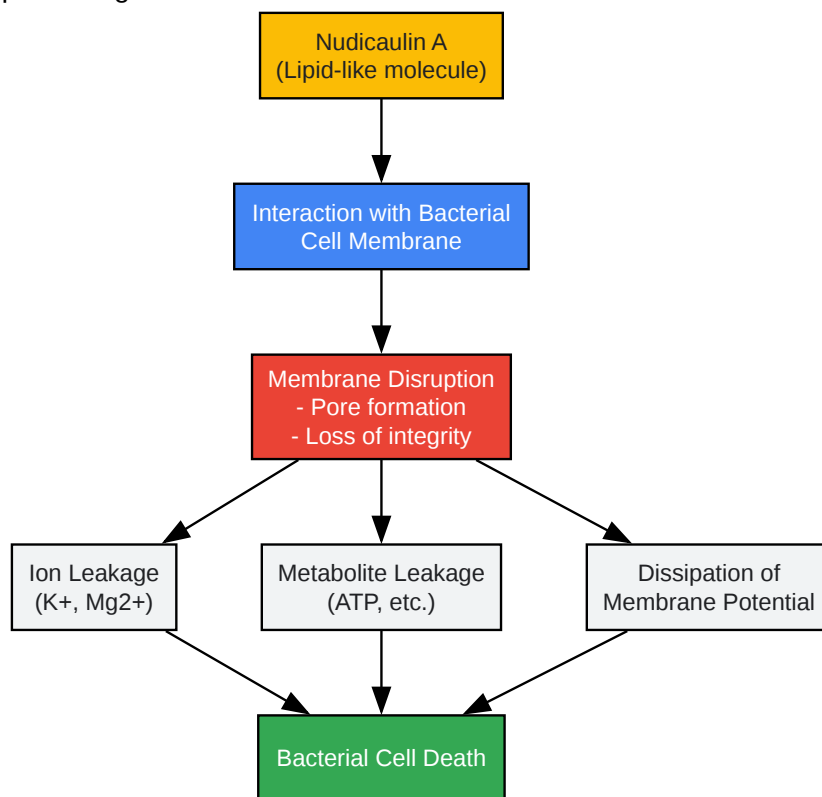 Nudicaulin A
(Lipid-like molecule)
Interaction with Bacterial
Cell Membrane
Membrane Disruption
- Pore formation
- Loss of integrity
Ion Leakage
(K+, Mg2+)
Metabolite Leakage
(ATP, etc.)
Dissipation of
Membrane Potential
Bacterial Cell Death